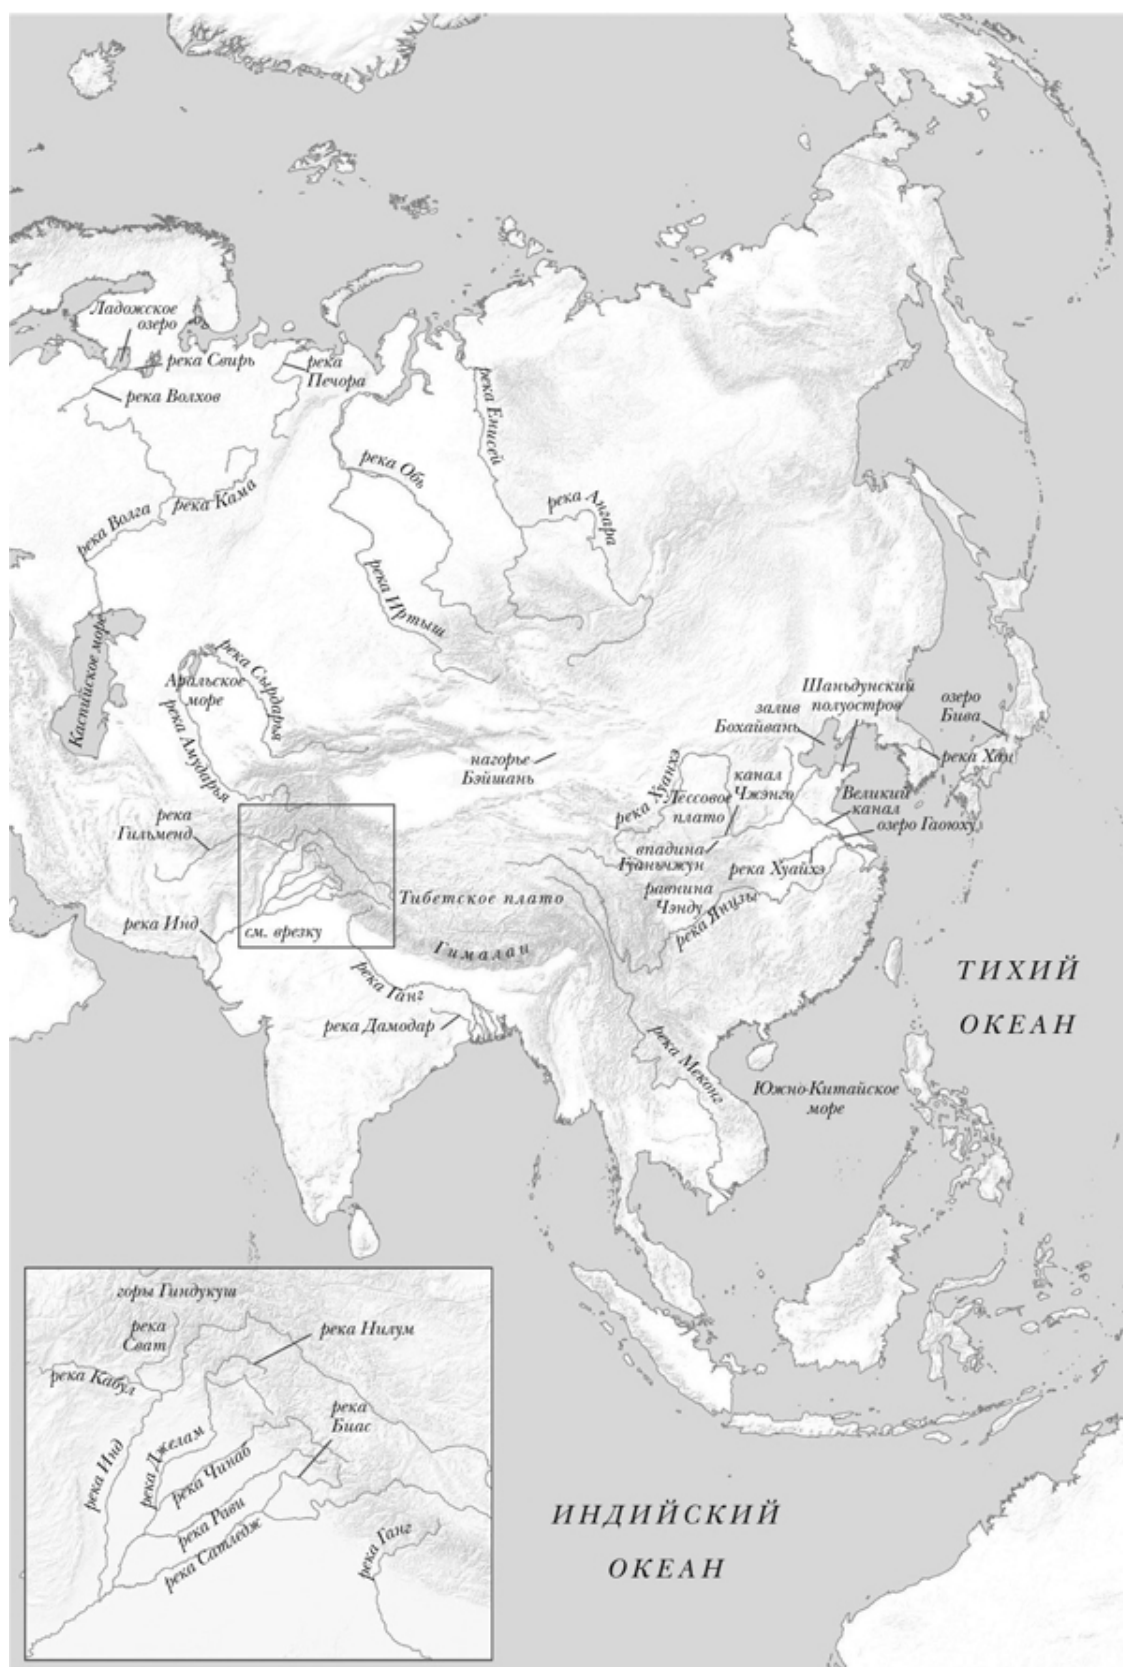 Ладожское
озеро
река Свирь
река
Печора
река Волхов
река Енисей
река Обь
река Кама
река Ангара
река Волга
река Иртыш
Каспийское море
река Сырдарья
Аральское
море
река Амударья
Шаньдунский
полуостров
залив
Бохайвань
озеро
Бива
река Хан
нагорье
Бэйшань
река Хуанхэ
Лёссовое
плато
канал
Чжэнго
Великий
канал
озеро Гаоюху
река
Гильменд
впадина
Гуаньчжун
река Хуайхэ
равнина
Чэнду
река Янцзы
Тибетское плато
Гималаи
река Инд
см. врезку
река Ганг
река Дамодар
ТИХИЙ
ОКЕАН
река Меконг
Южно-Китайское
море
горы Гиндукуш
река
Сват
река Нилум
река Кабул
река
Биас
река Инд
река Джелам
река Чинаб
река Рави
река Сатледж
река Ганг
ИНДИЙСКИЙ
ОКЕАН